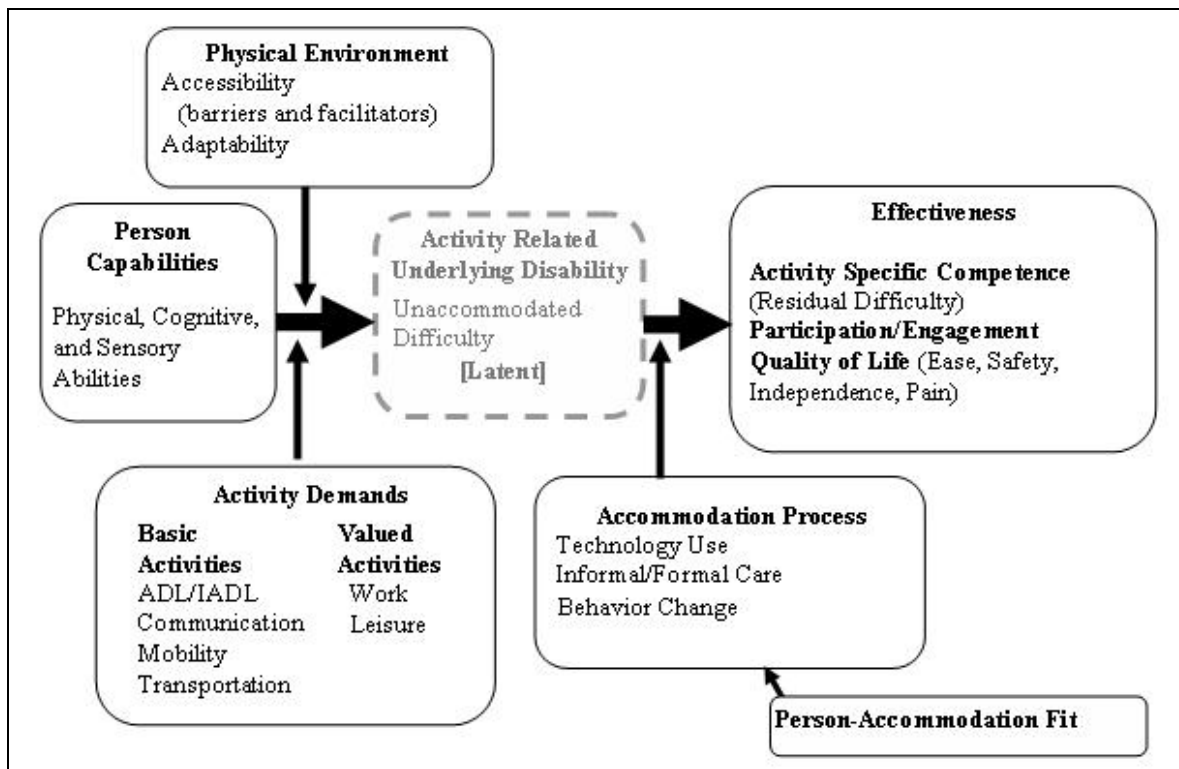 Physical Environment
Accessibility
(barriers and facilitators)
Adaptability
Person
Capabilities
Physical, Cognitive,
and Sensory
Abilities
Activity Related
Underlying Disability
Unaccommodated
Difficulty
[Latent]
Effectiveness
Activity Specific Competence
(Residual Difficulty)
Participation/Engagement
Quality of Life (Ease, Safety,
Independence, Pain)
Activity Demands
Basic
Activities
ADL/IADL
Communication
Mobility
Transportation
Valued
Activities
Work
Leisure
Accommodation Process
Technology Use
Informal/Formal Care
Behavior Change
Person-Accommodation Fit